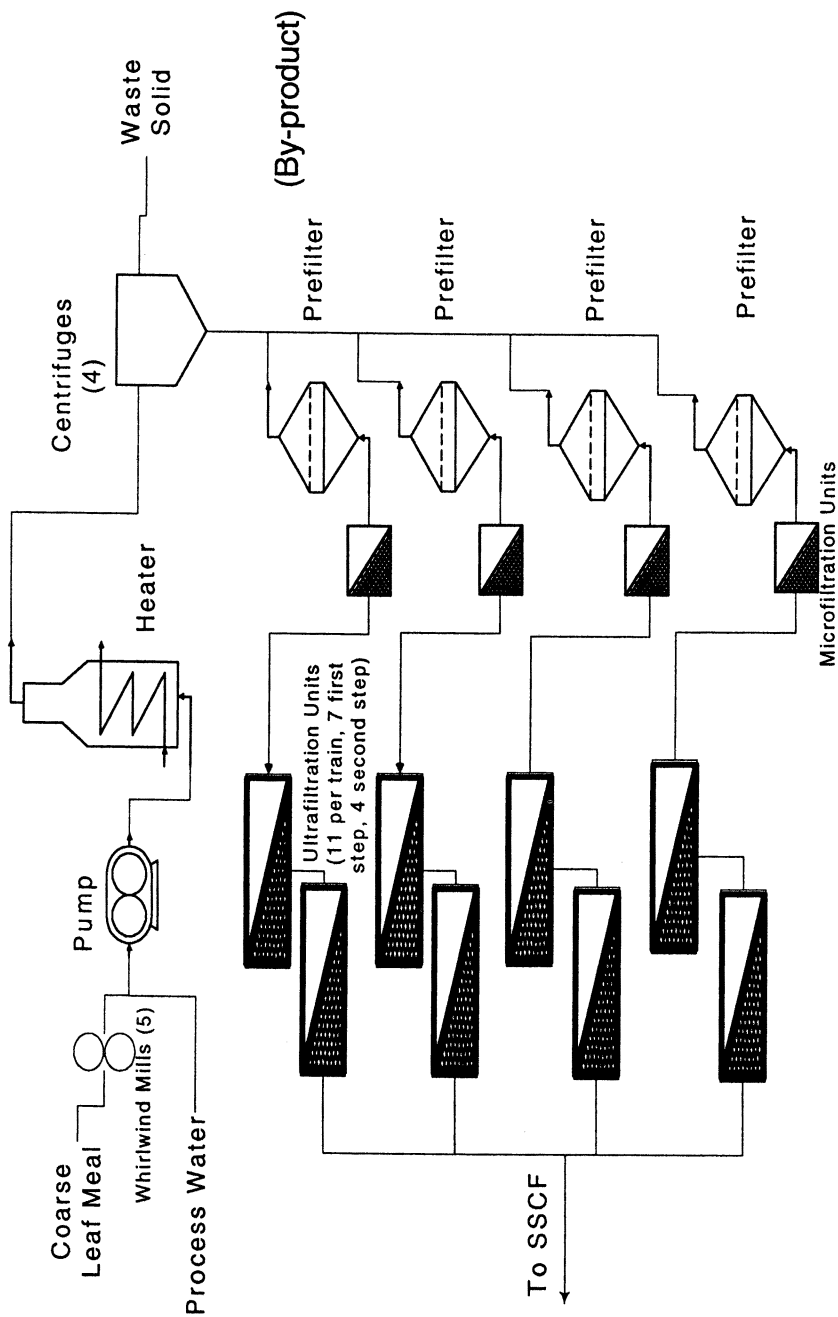 Coarse
Leaf Meal
Whirlwind Mills (5)
Process Water
Pump
Heater
Centrifuges
(4)
Waste
Solid
(By-product)
Ultrafiltration Units
(11 per train, 7 first
step, 4 second step)
Prefilter
Prefilter
Prefilter
Prefilter
Microfiltration Units
To SSCF